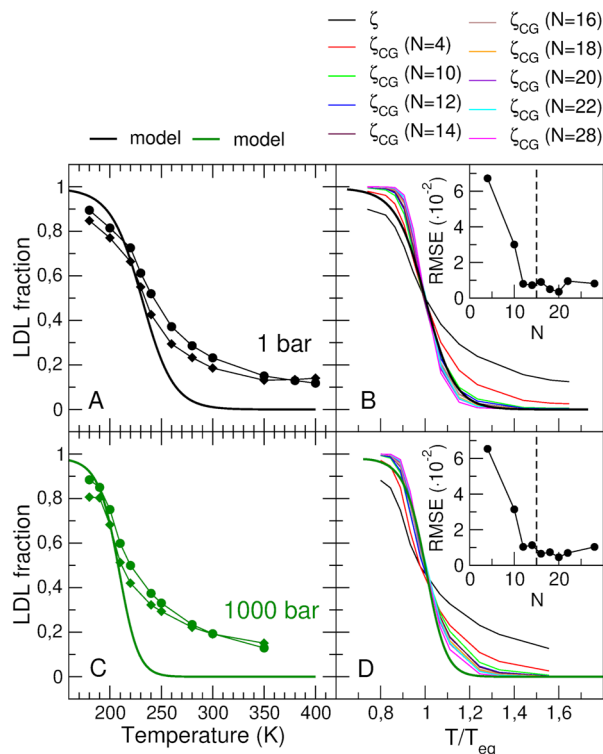 ζ
ζCG (N=4)
ζCG (N=10)
ζCG (N=12)
ζCG (N=14)
ζCG (N=16)
ζCG (N=18)
ζCG (N=20)
ζCG (N=22)
ζCG (N=28)
model
model
LDL fraction
1
0,8
0,6
0,4
0,2
0
A
1 bar
B
RMSE (·10⁻²)
6
4
2
0
0
10
20
N
LDL fraction
1
0,8
0,6
0,4
0,2
0
C
1000 bar
D
RMSE (·10⁻²)
6
4
2
0
0
10
20
N
200
250
300
350
400
Temperature (K)
0,8
1
1,2
1,4
1,6
T/Teq